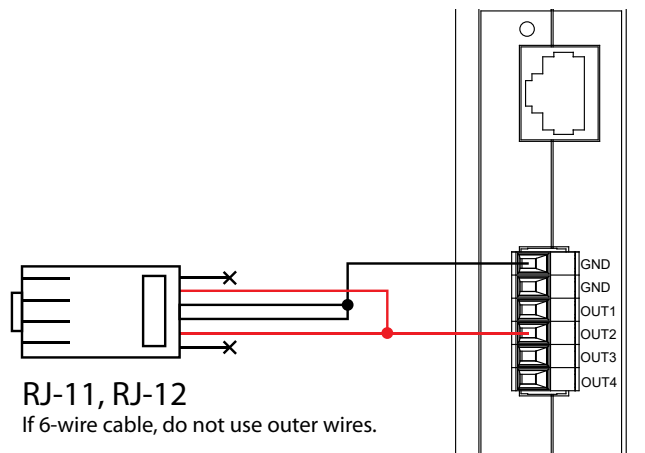 GND
GND
OUT1
OUT2
OUT3
OUT4
RJ-11, RJ-12
If 6-wire cable, do not use outer wires.